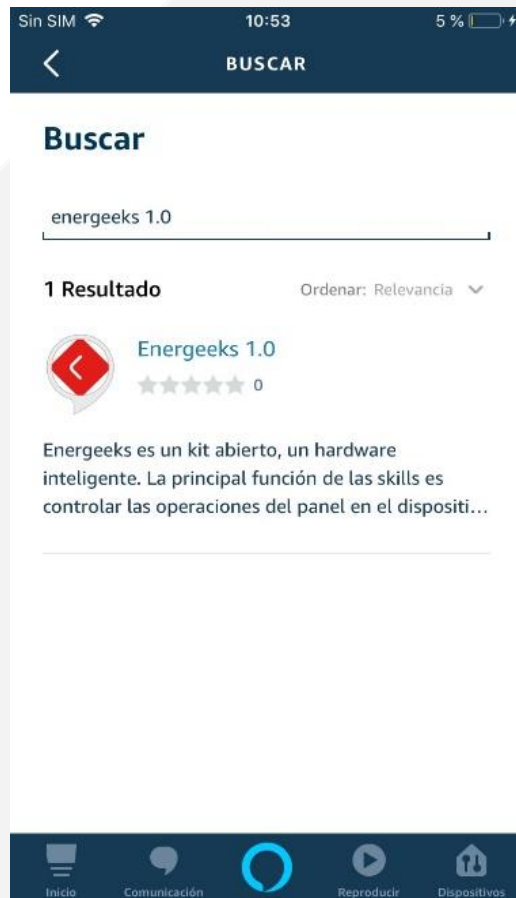 Sin SIM 10:53 5 %
BUSCAR
Buscar
energeeks 1.0
1 Resultado Ordenar: Relevancia
Energeeks 1.0
0
Energeeks es un kit abierto, un hardware
inteligente. La principal función de las skills es
controlar las operaciones del panel en el dispositi...
Inicio Comunicación Reproducir Dispositivos